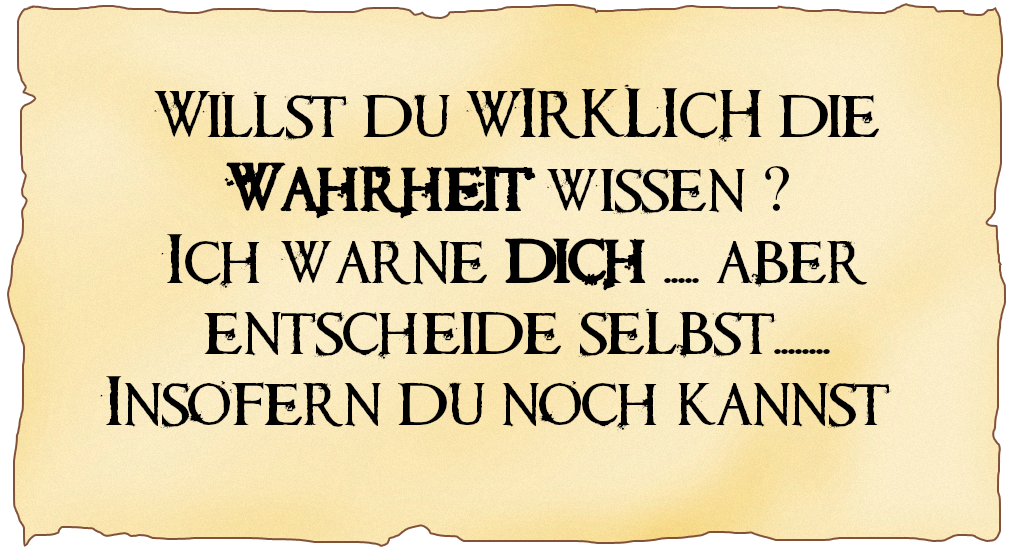 Willst du wirklich die
Wahrheit wissen ?
Ich warne dich ..... aber
entscheide selbst........
Insofern du noch kannst